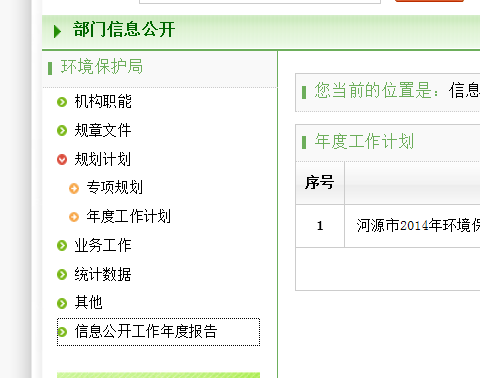 部门信息公开
环境保护局
机构职能
规章文件
规划计划
专项规划
年度工作计划
业务工作
统计数据
其他
信息公开工作年度报告
您当前的位置是：信息
年度工作计划
序号
1 河源市2014年环境保